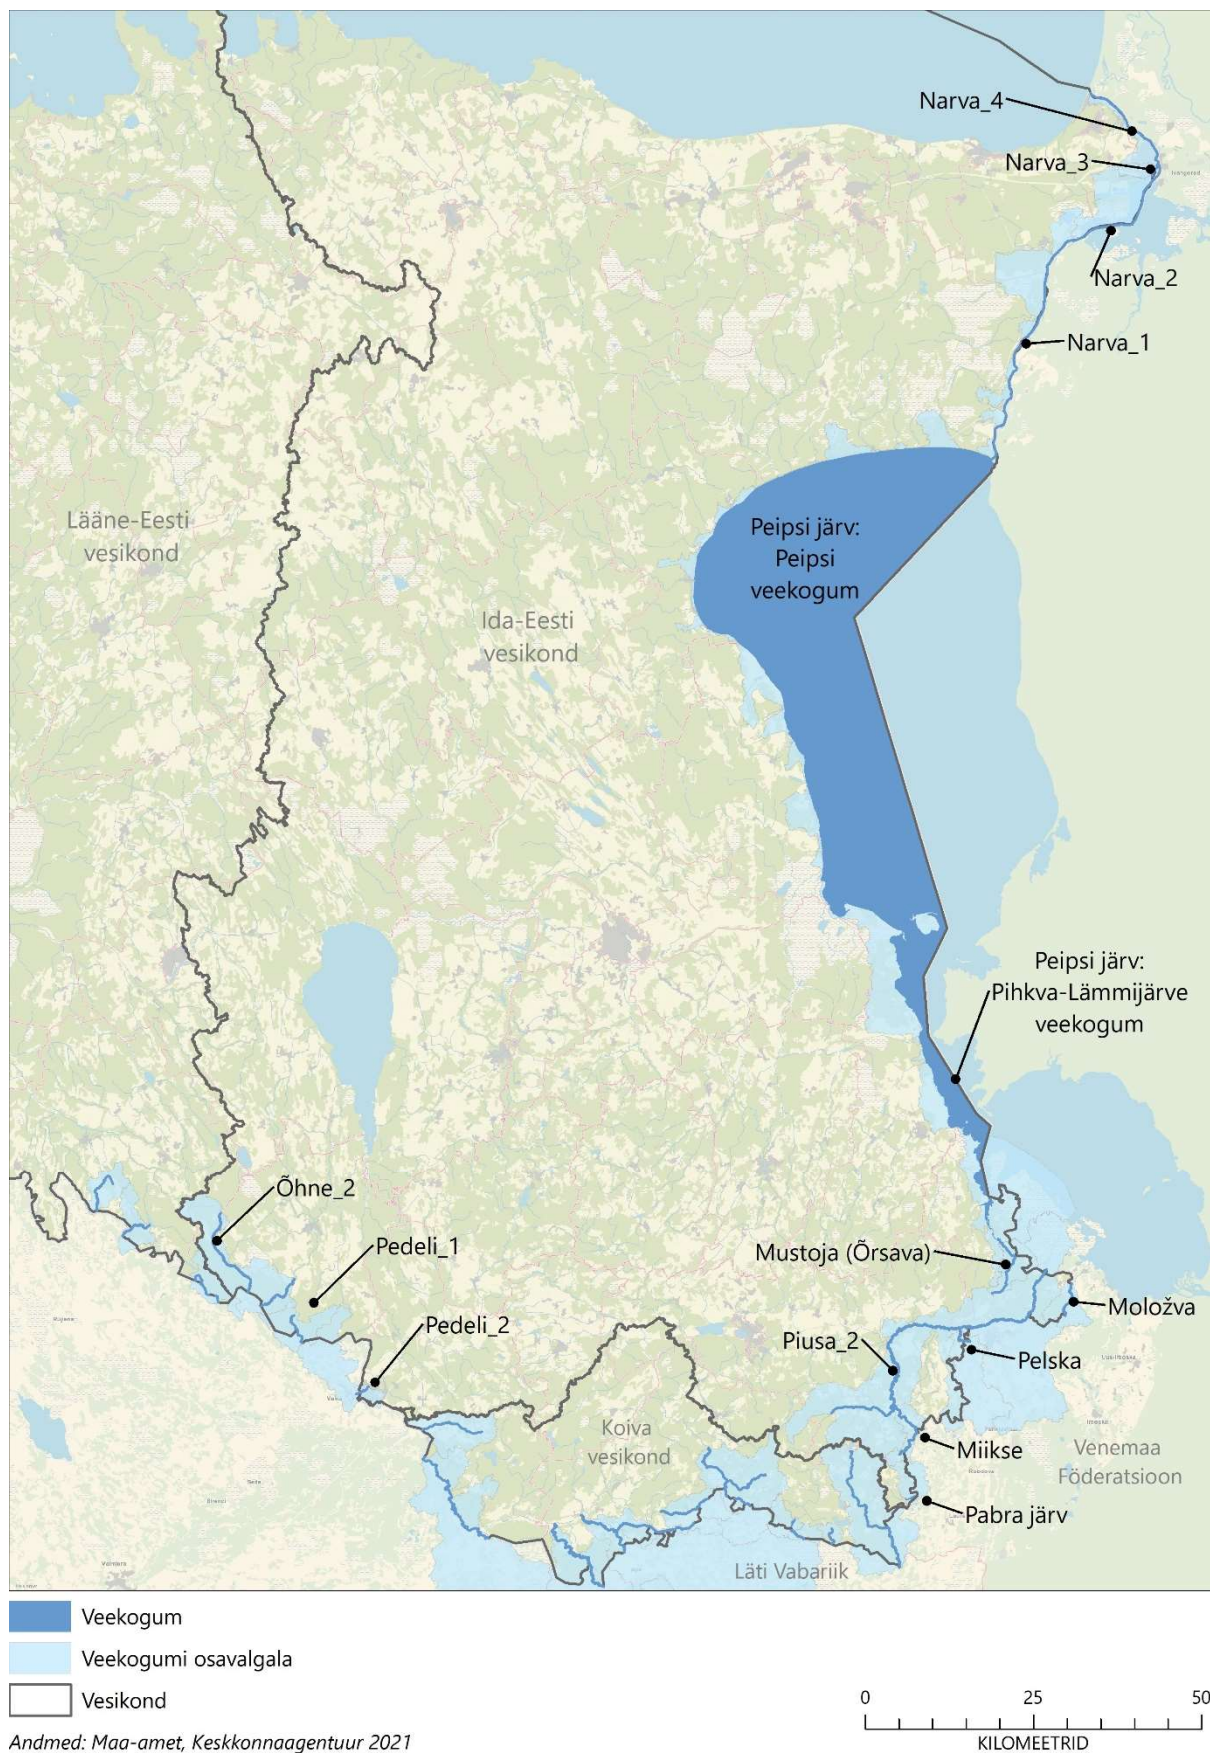 Narva_4
Narva_3
Ivangorod
Narva_2
Narva_1
Lääne-Eesti
vesikond
Peipsi järv:
Peipsi
veekogum
Ida-Eesti
vesikond
Peipsi järv:
Pihkva-Lämmijärve
veekogum
Õhne_2
Pedeli_1
Mustoja (Õrsava)
Moložva
Pedeli_2
Piusa_2
Pelska
Koiva
vesikond
Miikse
Venemaa
Föderatsioon
Pabra järv
Läti Vabariik
Veekogum
Veekogumi osavalgala
Vesikond
0 25 50
KILOMEETRID
Andmed: Maa-amet, Keskkonnaagentuur 2021